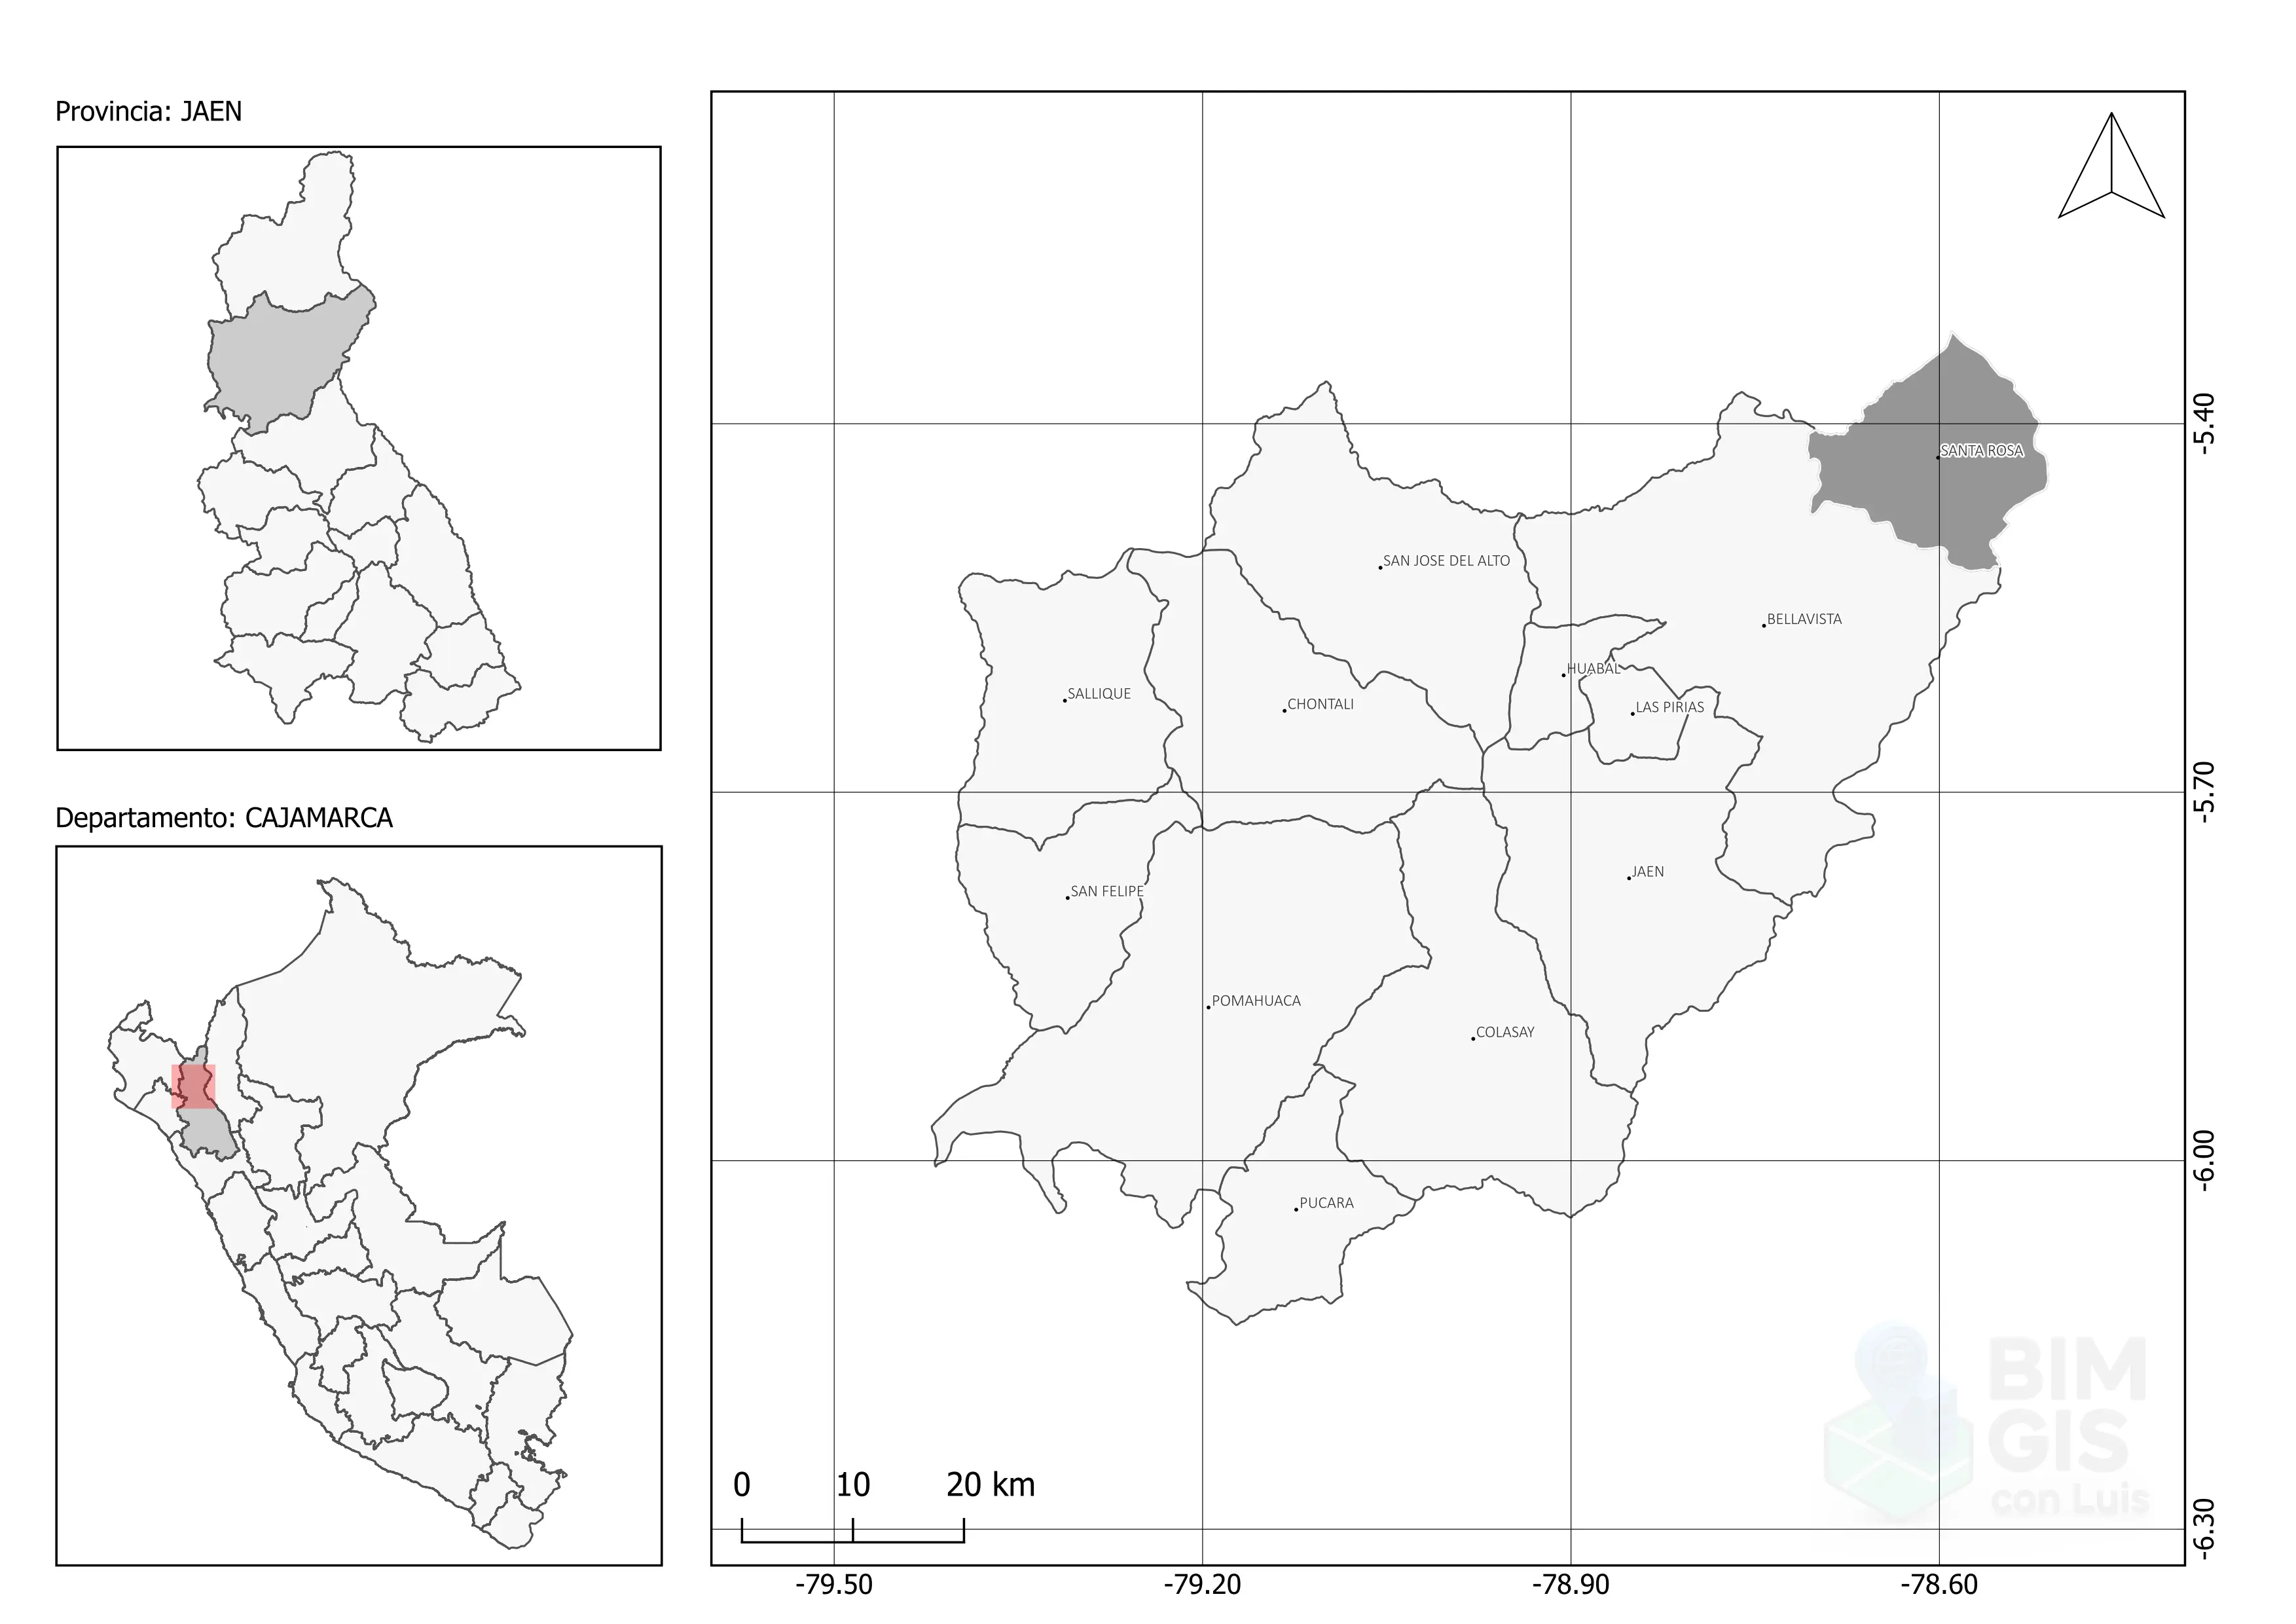 Provincia: JAEN
Departamento: CAJAMARCA
SANTA ROSA
SAN JOSE DEL ALTO
BELLAVISTA
HUABAL
SALLIQUE
CHONTALI
LAS PIRIAS
JAEN
SAN FELIPE
POMAHUACA
COLASAY
PUCARA
-5.40
-5.70
-6.00
-6.30
0 10 20 km
-79.50 -79.20 -78.90 -78.60
BIM
GIS
con Luis